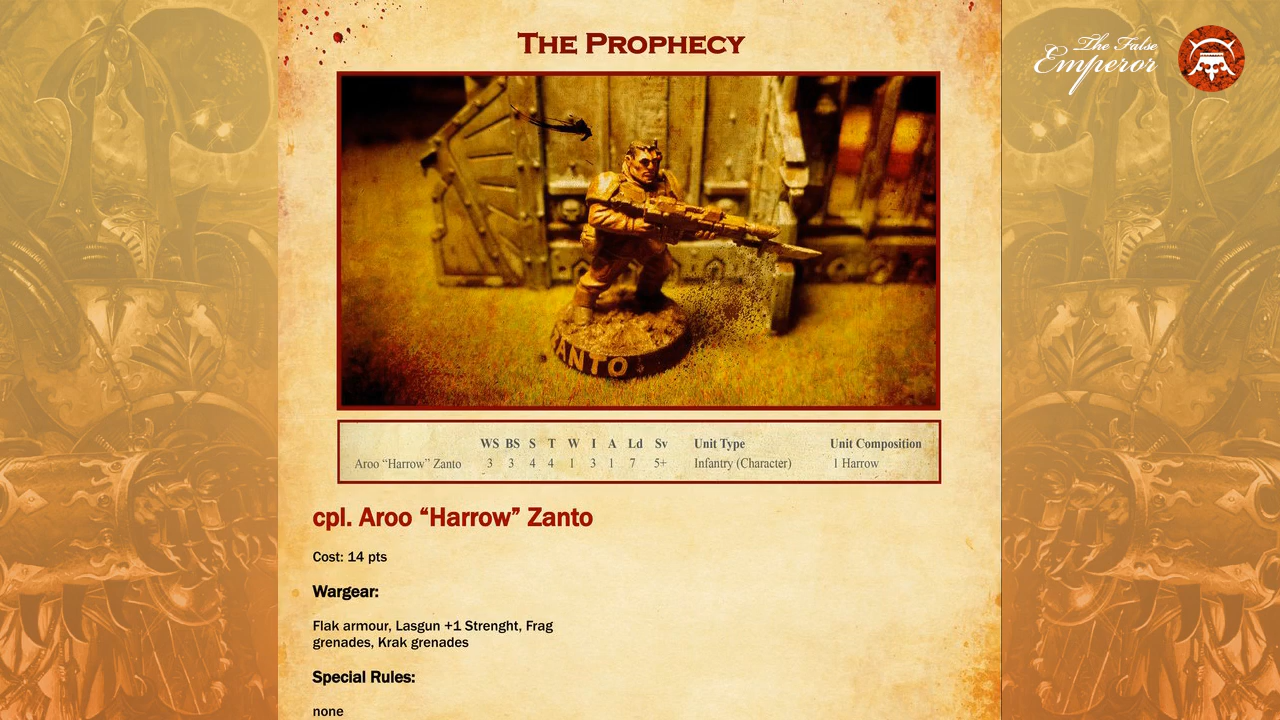 The Prophecy
The False
Emperor
ANTO
WS BS S T W I A Ld Sv Unit Type Unit Composition
Aroo “Harrow” Zanto 3 3 4 4 1 3 1 7 5+ Infantry (Character) 1 Harrow
cpl. Aroo “Harrow” Zanto
Cost: 14 pts
Wargear:
Flak armour, Lasgun +1 Strenght, Frag
grenades, Krak grenades
Special Rules:
none